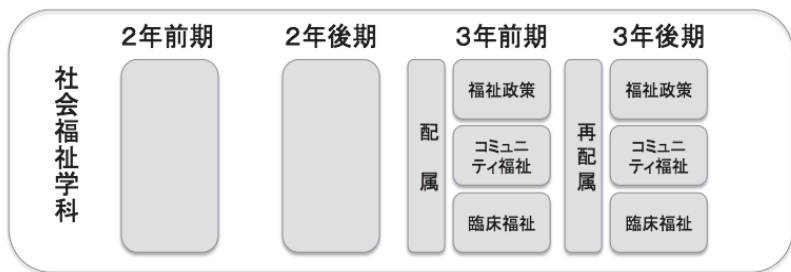 2年前期
2年後期
3年前期
3年後期
社会福祉学科
配属
福祉政策
コミュニ
ティ福祉
臨床福祉
再配属
福祉政策
コミュニ
ティ福祉
臨床福祉